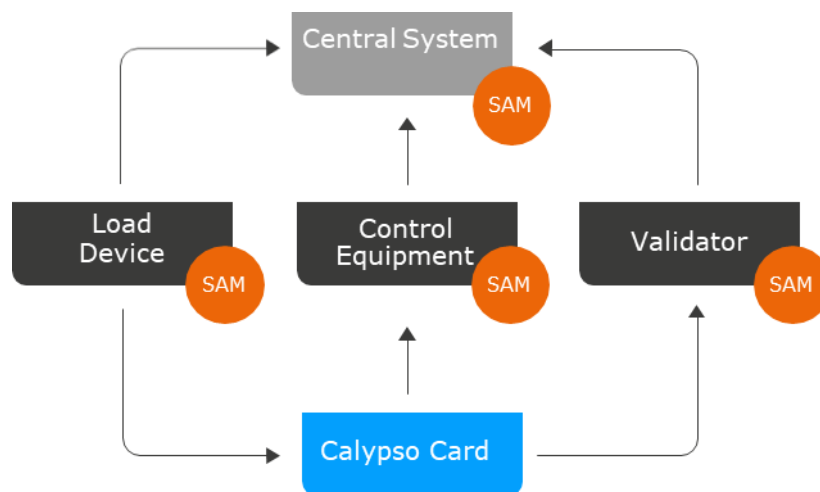 Central System
SAM
Load
Device
SAM
Control
Equipment
SAM
Validator
SAM
Calypso Card